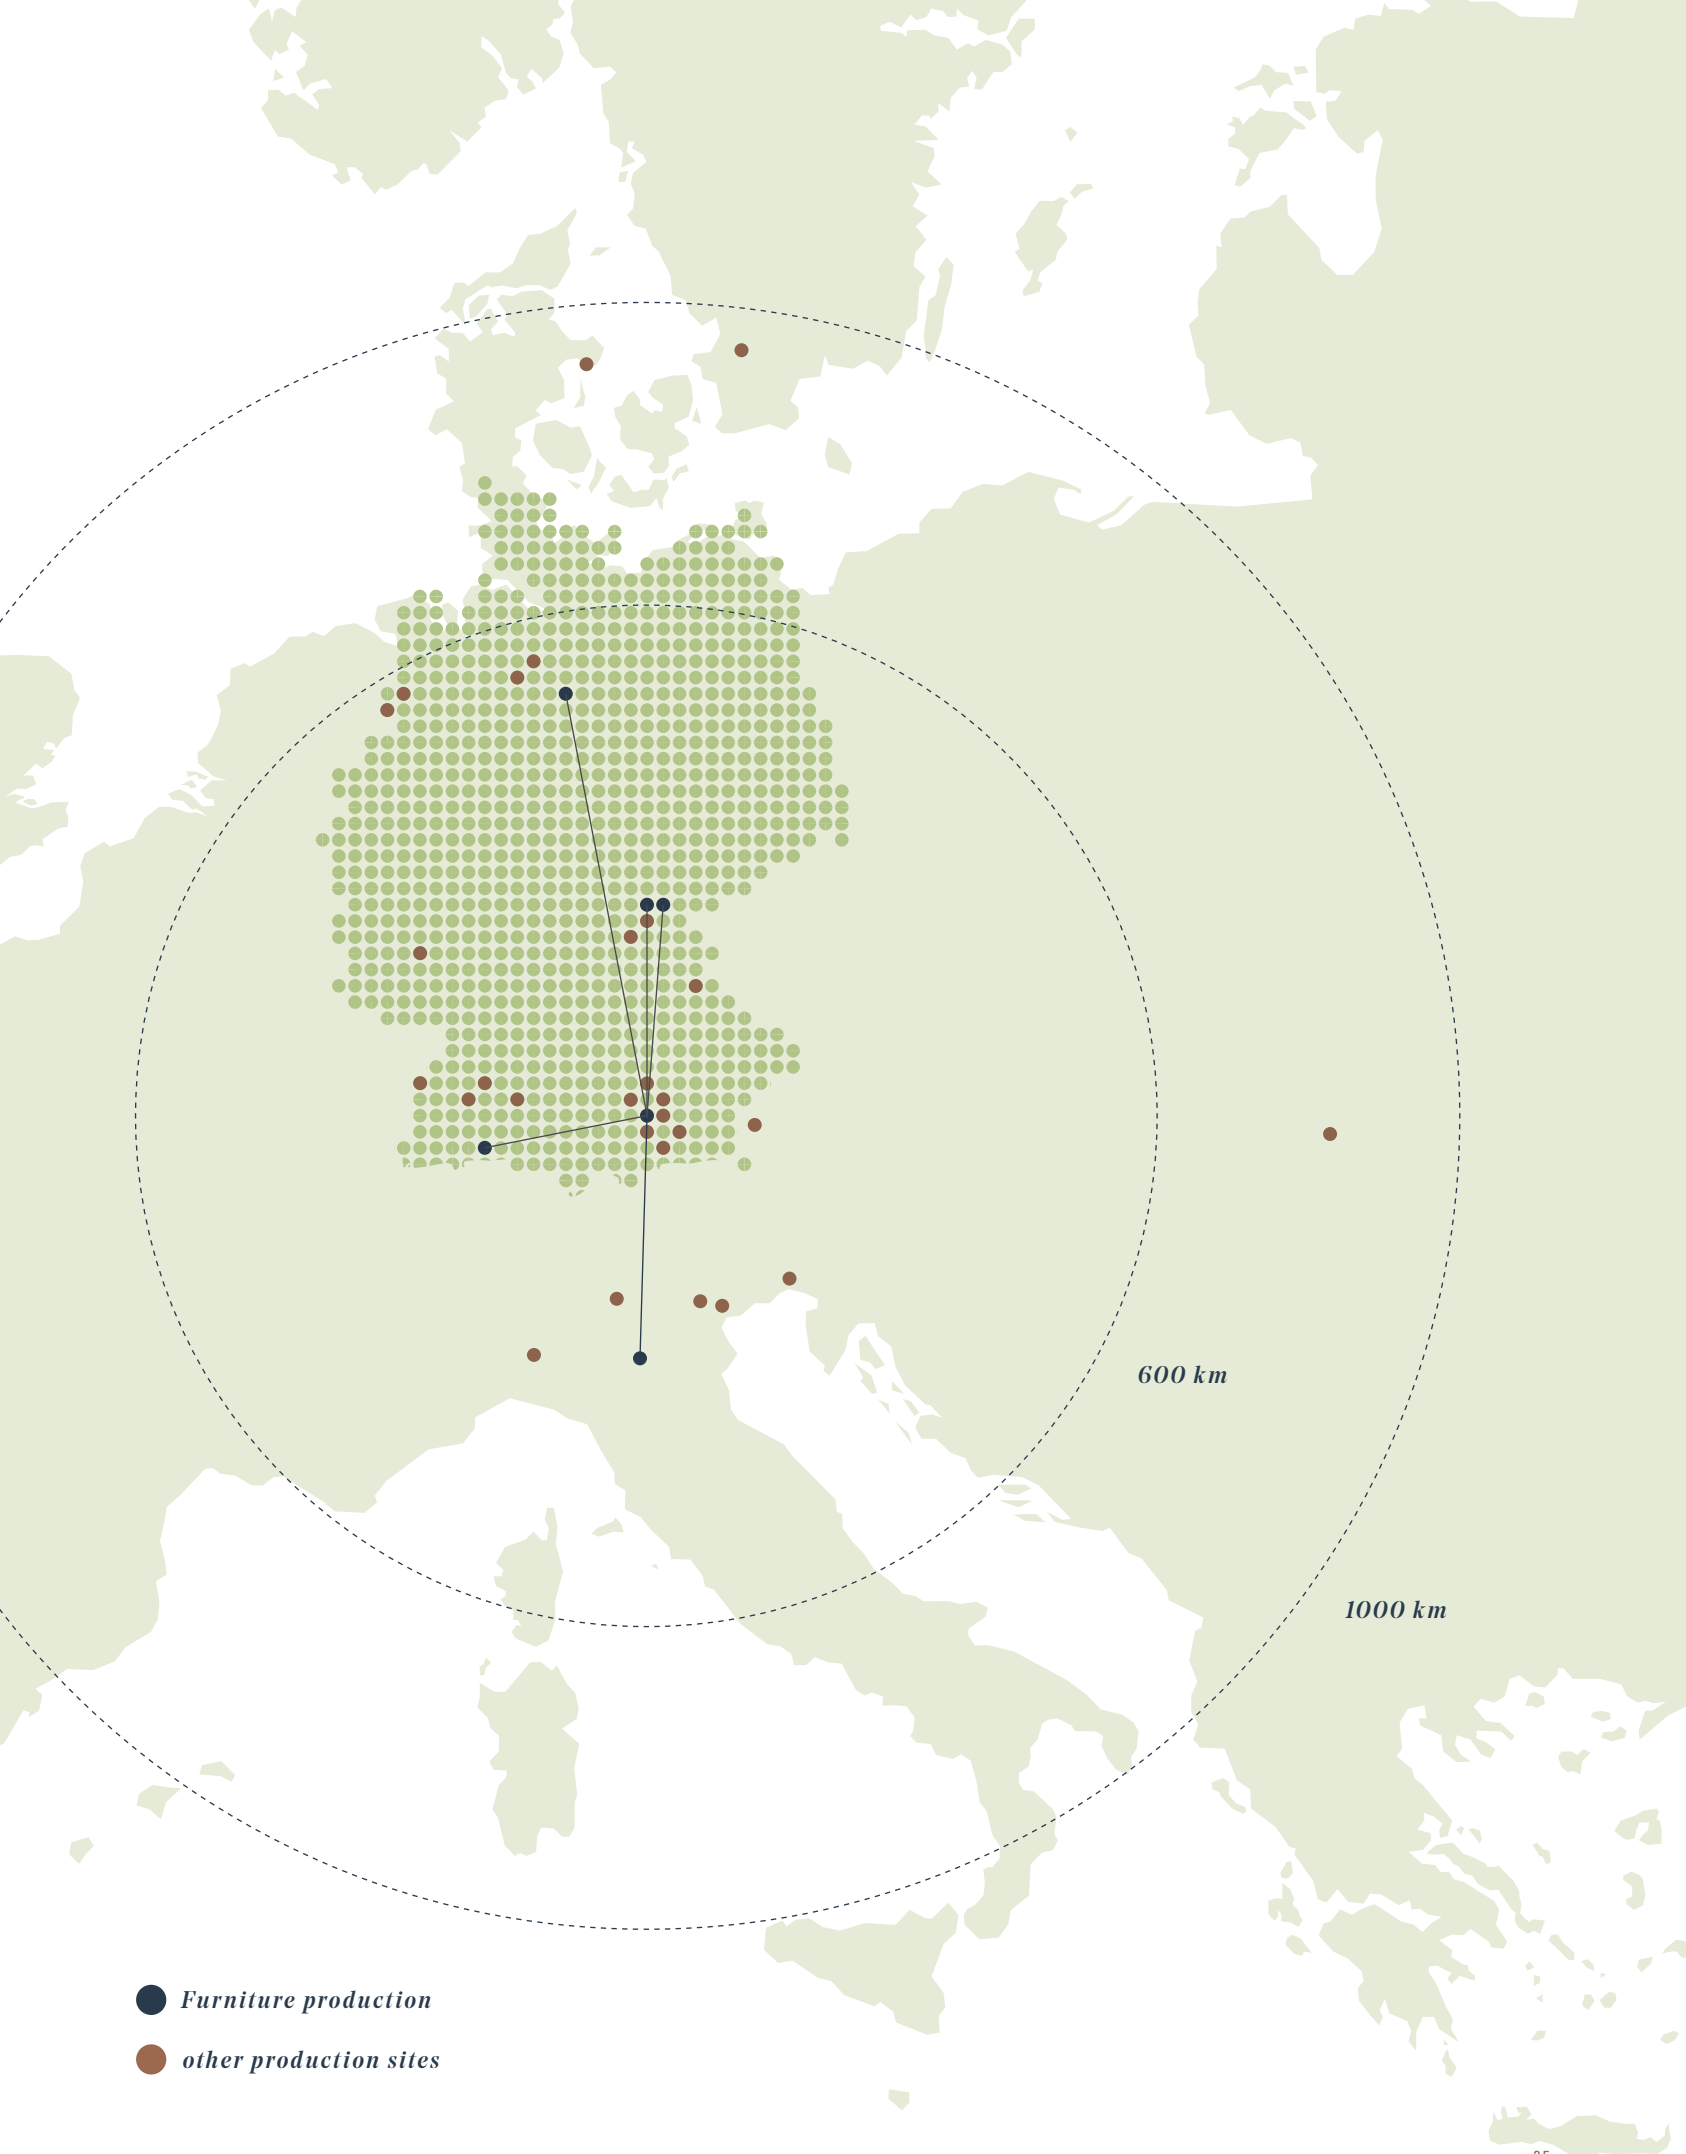 600 km
1000 km
Furniture production
other production sites